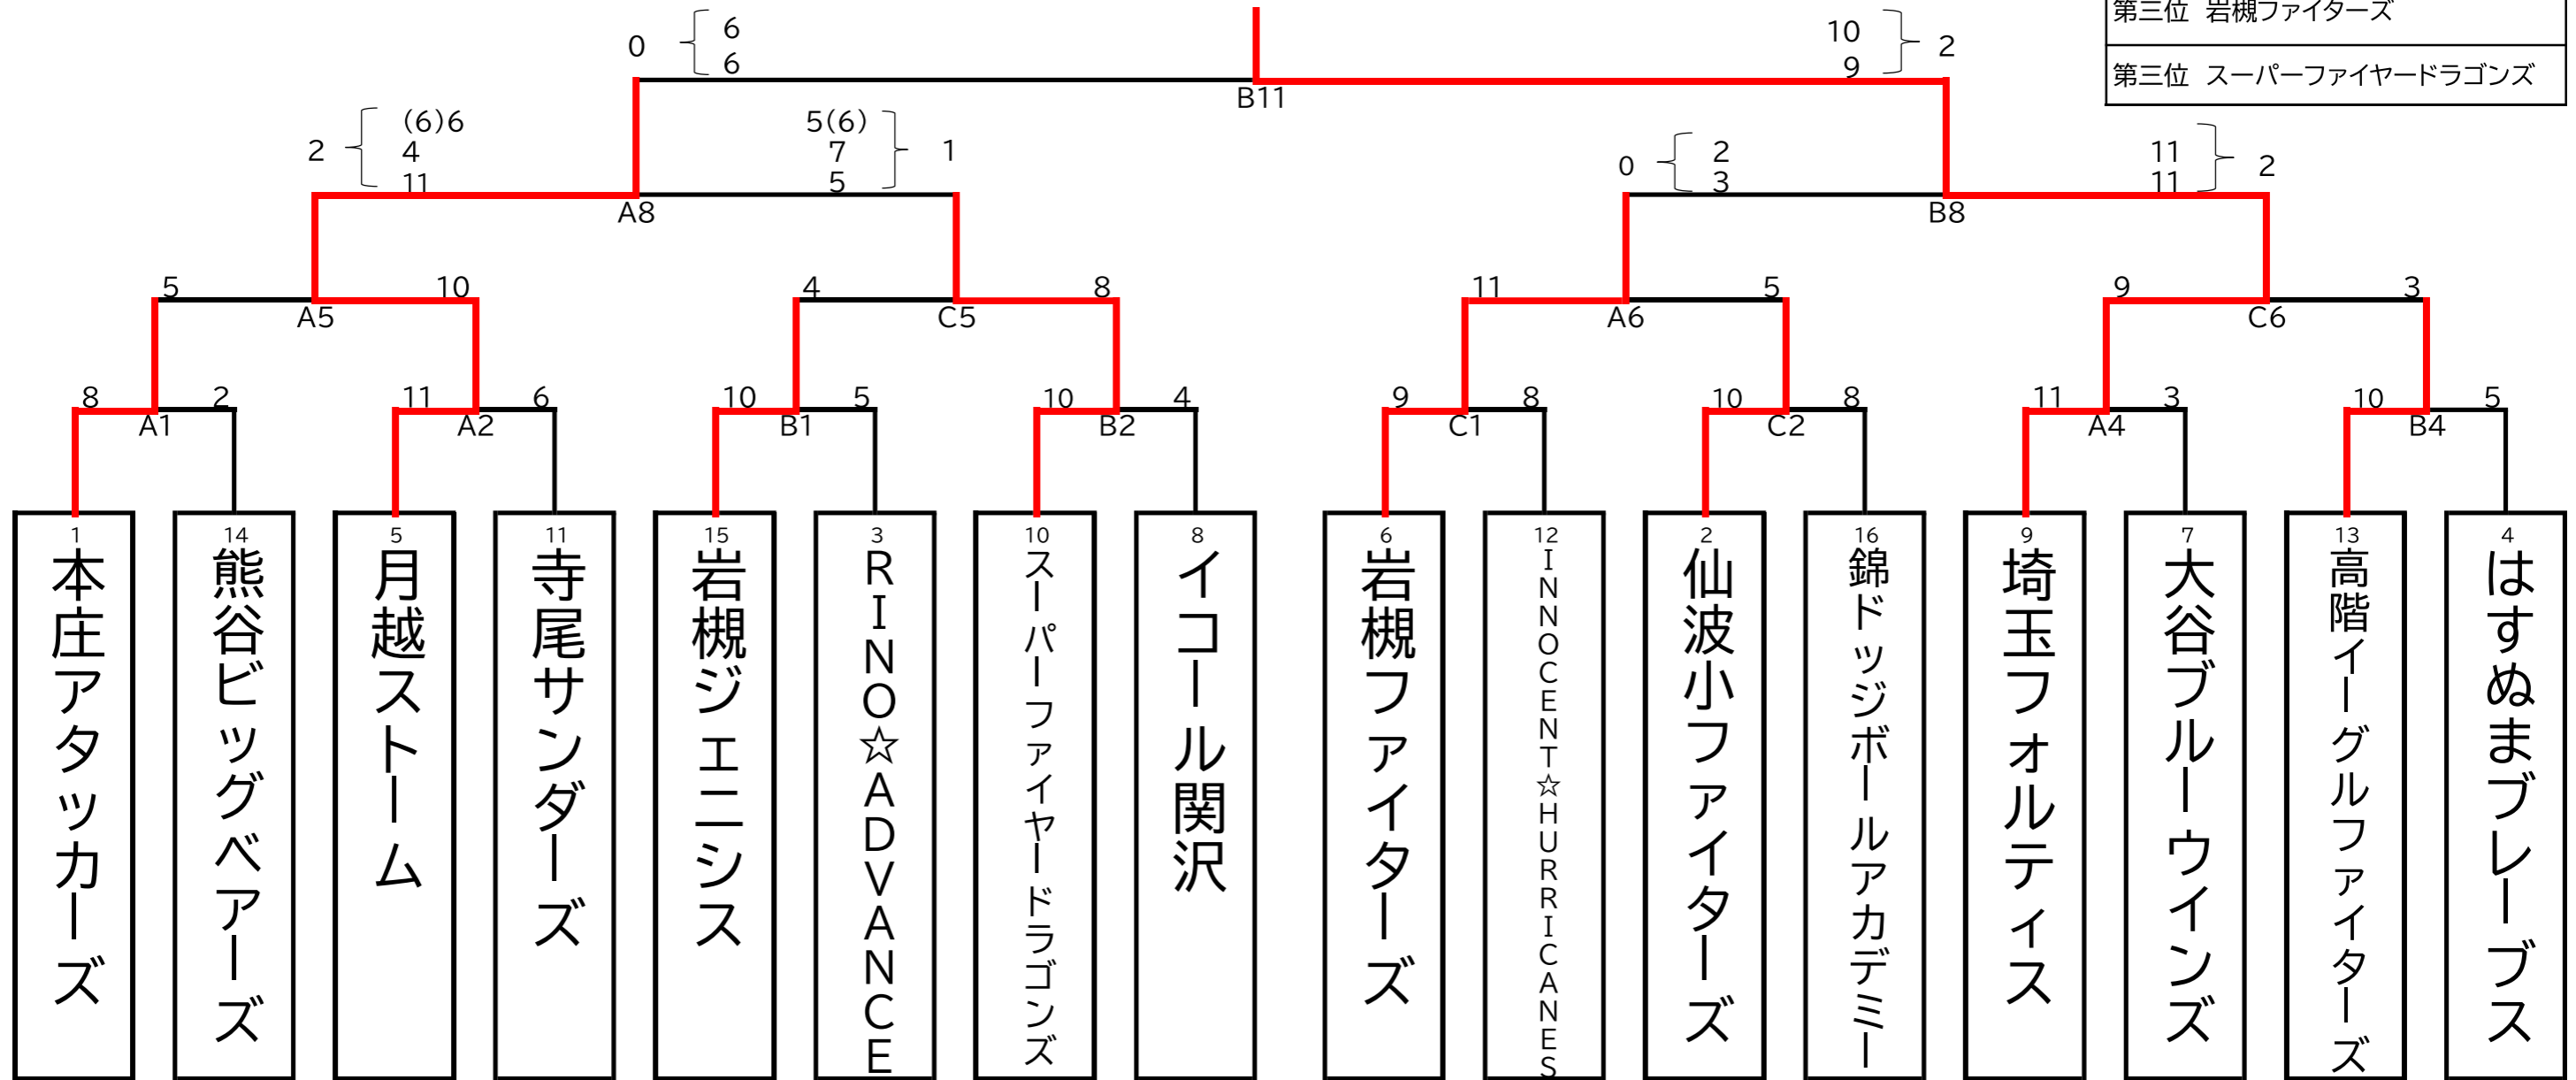 第三位 岩槻ファイターズ
第三位 スーパーファイヤードラゴンズ
0 6 10 2
6 9
B11
(6)6 5(6)
2 4 7 1 0 2 11 2
11 5 3 11
A8 B8
5 10 4 8 11 5 9 3
A5 C5 A6 C6
8 2 11 6 10 5 10 4 9 8 10 8 11 3 10 5
A1 A2 B1 B2 C1 C2 A4 B4
1
本庄アタッカーズ
14
熊谷ビッグベアーズ
5
月越ストーム
11
寺尾サンダーズ
15
岩槻ジェニシス
3
RINO☆ADVANCE
10
スーパーファイヤードラゴンズ
8
イコール関沢
6
岩槻ファイターズ
12
INNOCENT☆HURRICANES
2
仙波小ファイターズ
16
錦ドッジボールアカデミー
9
埼玉フォルティス
7
大谷ブルーウインズ
13
高階イーグルファイターズ
4
はすぬまブレーブス